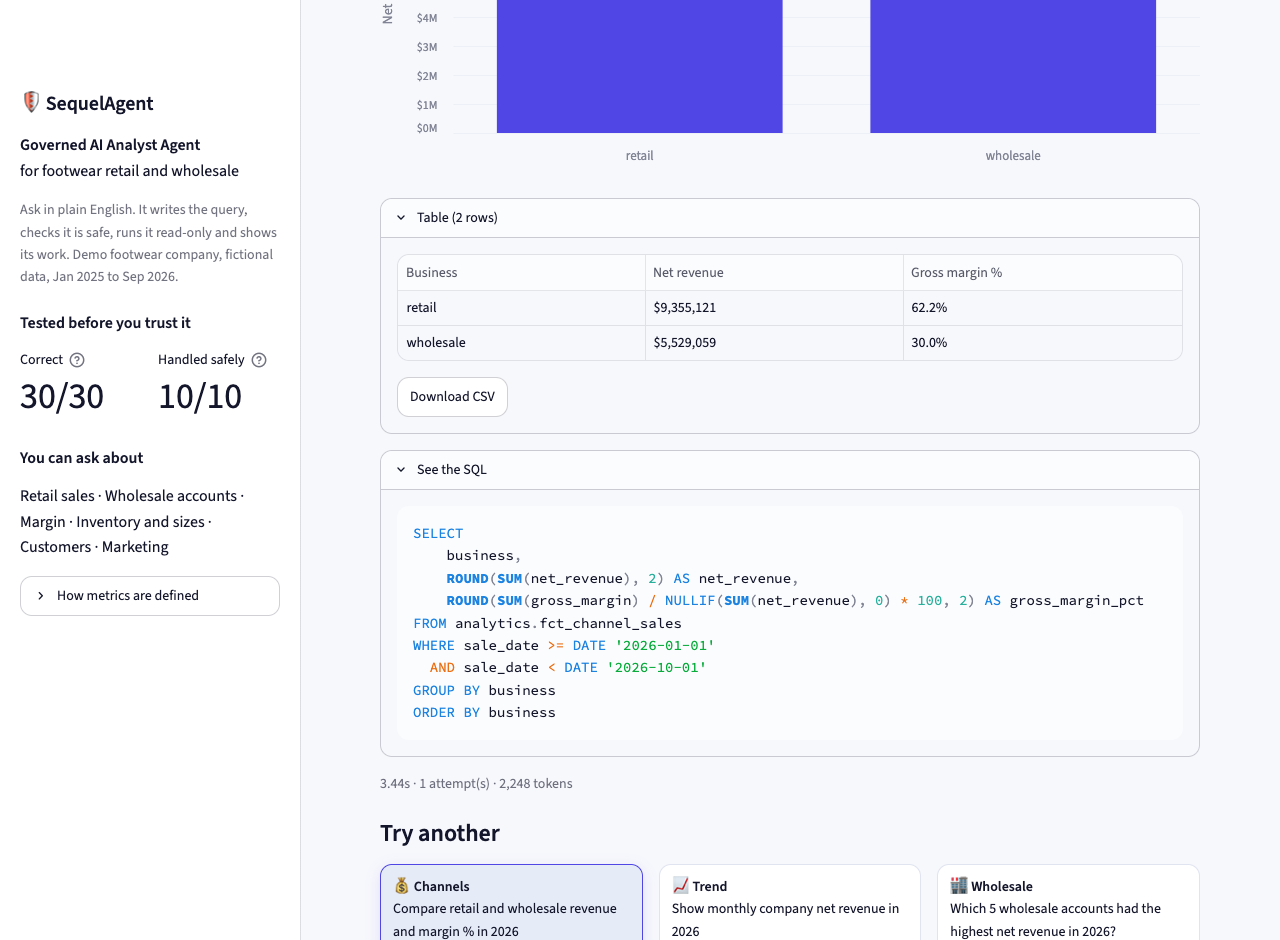 🛡️ SequelAgent
Governed AI Analyst Agent
for footwear retail and wholesale
Ask in plain English. It writes the query,
checks it is safe, runs it read-only and shows
its work. Demo footwear company, fictional
data, Jan 2025 to Sep 2026.
Tested before you trust it
Correct
Handled safely
30/30
10/10
You can ask about
Retail sales · Wholesale accounts ·
Margin · Inventory and sizes ·
Customers · Marketing
How metrics are defined
Net
$4M
$3M
$2M
$1M
$0M
retail
wholesale
Table (2 rows)
Business Net revenue Gross margin %
retail $9,355,121 62.2%
wholesale $5,529,059 30.0%
Download CSV
See the SQL
SELECT
    business,
    ROUND(SUM(net_revenue), 2) AS net_revenue,
    ROUND(SUM(gross_margin) / NULLIF(SUM(net_revenue), 0) * 100, 2) AS gross_margin_pct
FROM analytics.fct_channel_sales
WHERE sale_date >= DATE '2026-01-01'
  AND sale_date < DATE '2026-10-01'
GROUP BY business
ORDER BY business
3.44s · 1 attempt(s) · 2,248 tokens
Try another
💰 Channels
Compare retail and wholesale revenue
and margin % in 2026
📈 Trend
Show monthly company net revenue in
2026
🏬 Wholesale
Which 5 wholesale accounts had the
highest net revenue in 2026?